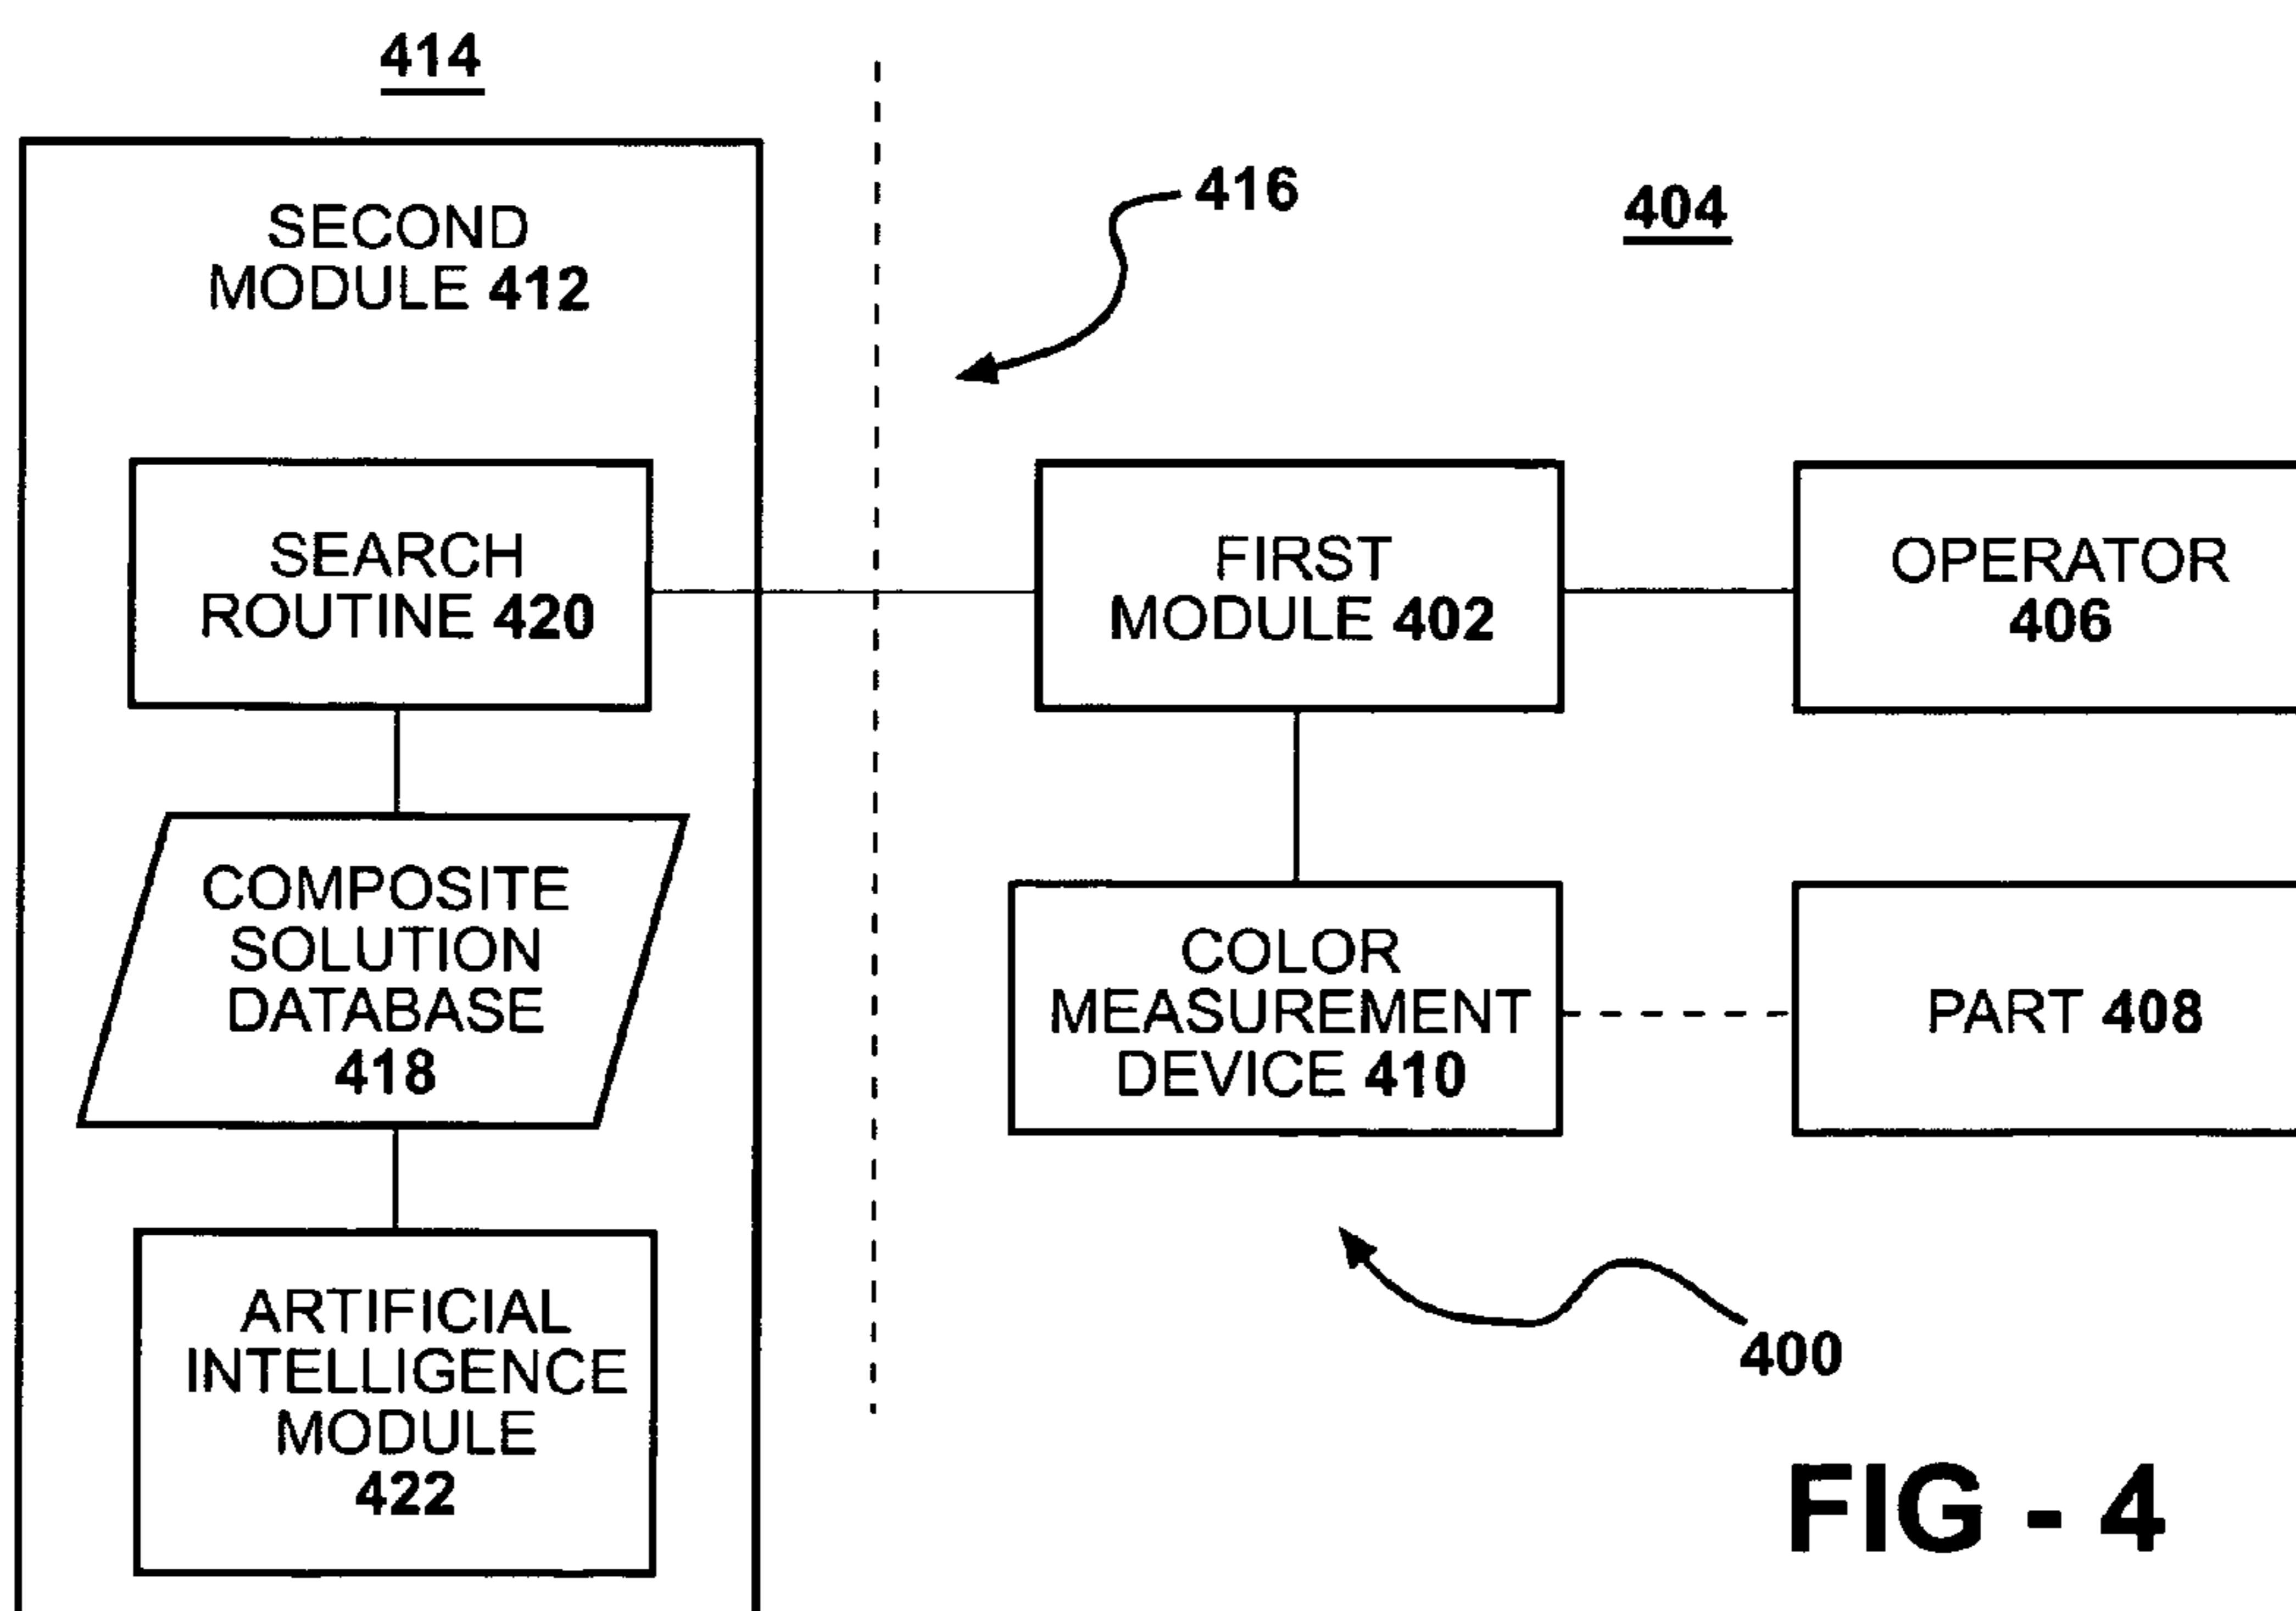 414
SECOND
MODULE 412
416
404
SEARCH
ROUTINE 420
FIRST
MODULE 402
OPERATOR
406
COMPOSITE
SOLUTION
DATABASE
418
COLOR
MEASUREMENT
DEVICE 410
PART 408
ARTIFICIAL
INTELLIGENCE
MODULE
422
400
FIG - 4